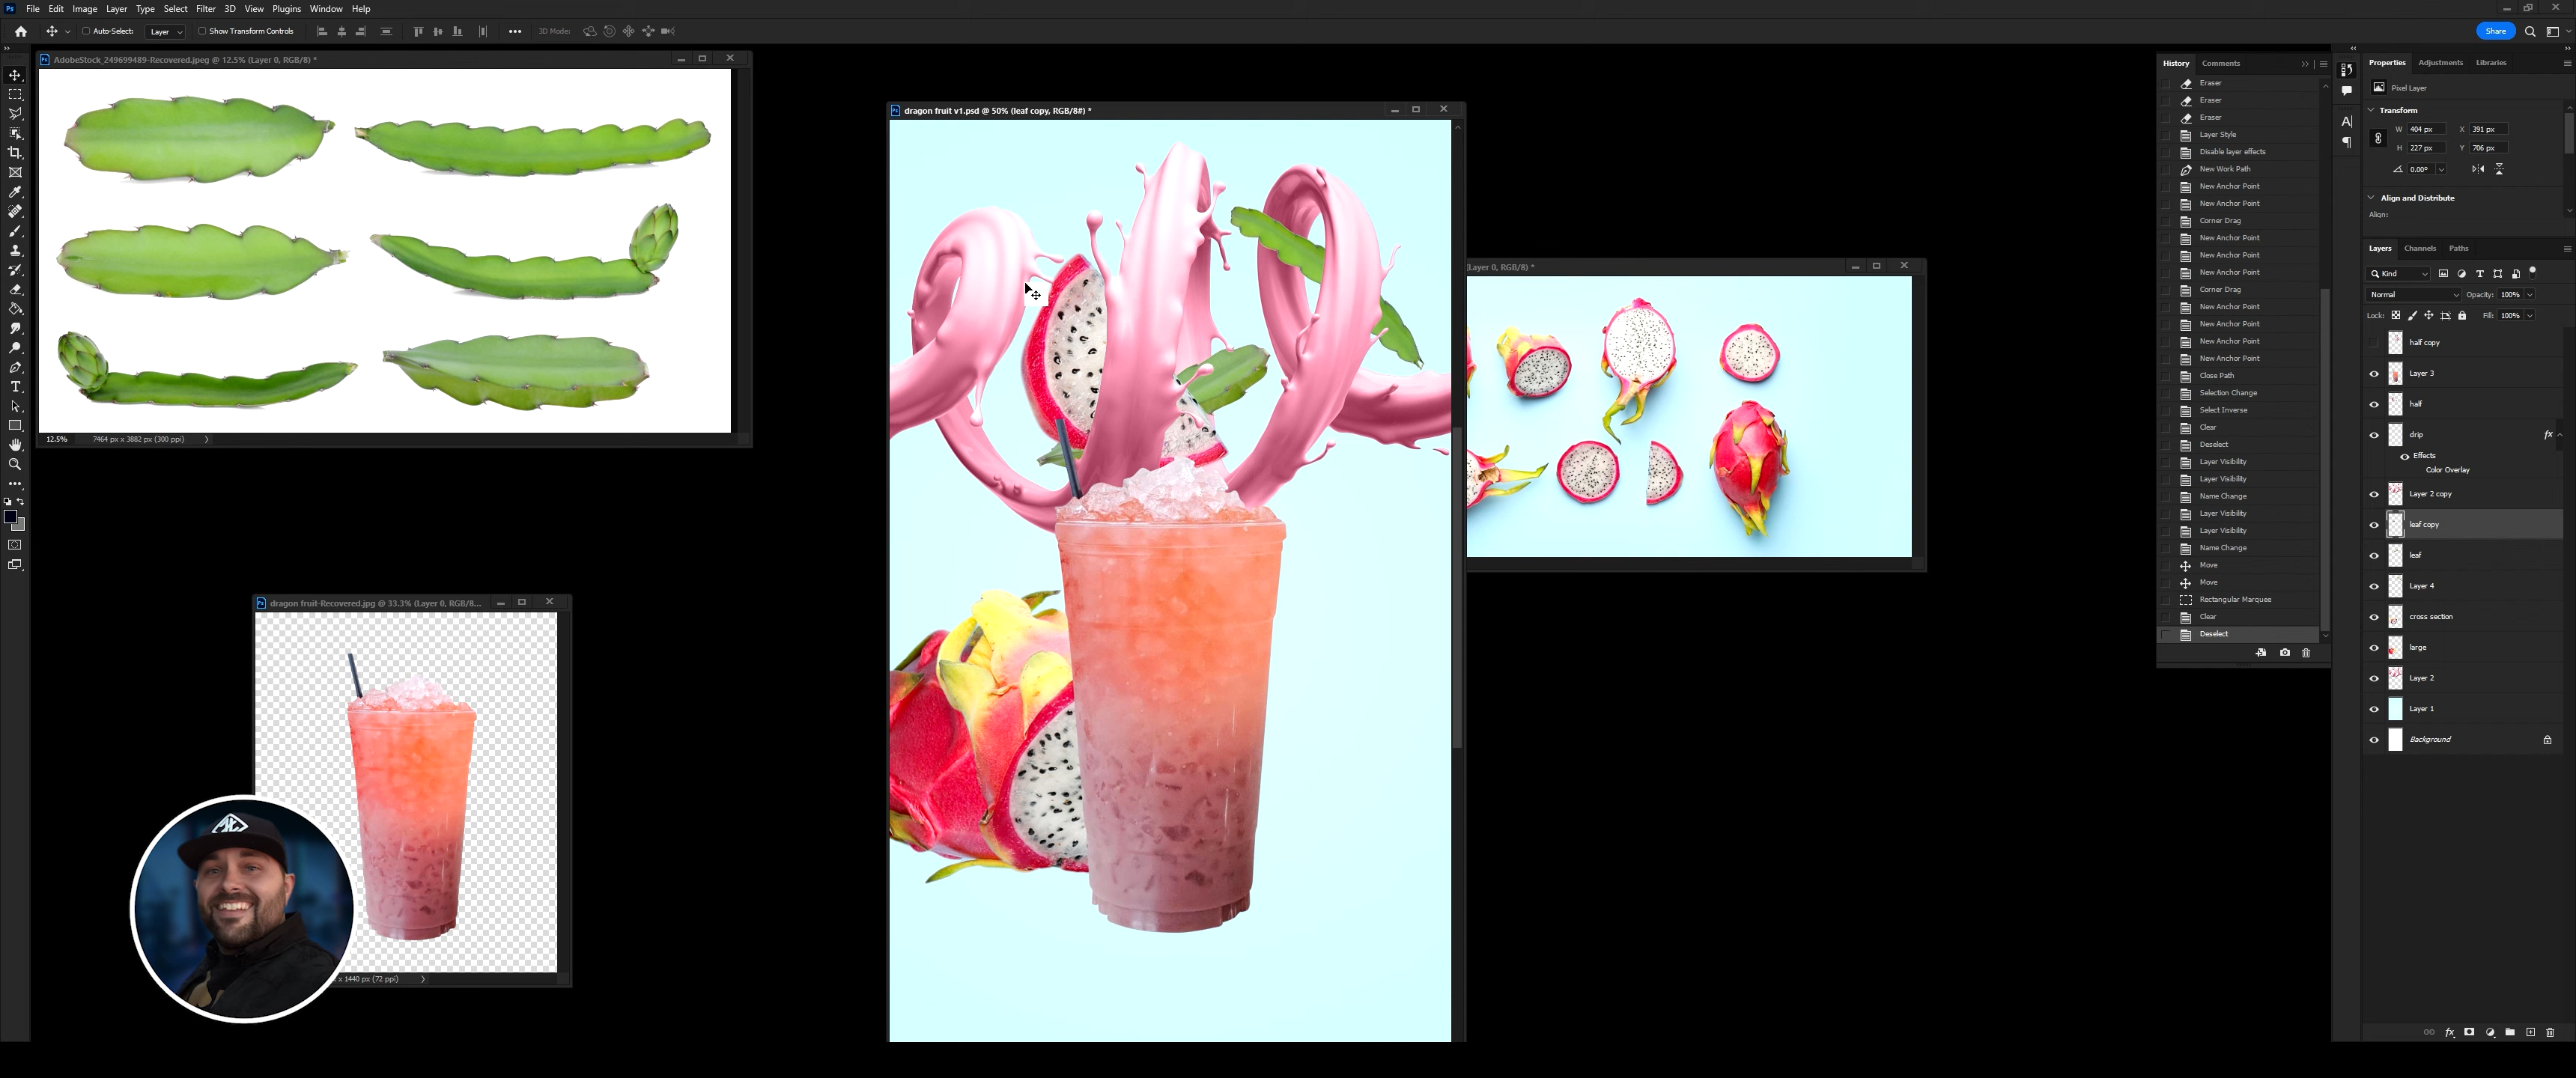 Ps File Edit Image Layer Type Select Filter 3D View Plugins Window Help
Auto-Select: Layer Show Transform Controls 3D Mode: Share
AdobeStock_249699489-Recovered.jpeg @ 12.5% (Layer 0, RGB/8) *
12.5% 7464 px x 3882 px (300 ppi)
dragon fruit v1.psd @ 50% (leaf copy, RGB/8#) *
(Layer 0, RGB/8) *
dragon fruit-Recovered.jpg @ 33.3% (Layer 0, RGB/8...
x 1440 px (72 ppi)
History Comments
Eraser
Eraser
Eraser
Layer Style
Disable layer effects
New Work Path
New Anchor Point
New Anchor Point
Corner Drag
New Anchor Point
New Anchor Point
New Anchor Point
Corner Drag
New Anchor Point
New Anchor Point
New Anchor Point
New Anchor Point
Close Path
Selection Change
Select Inverse
Clear
Deselect
Layer Visibility
Layer Visibility
Name Change
Layer Visibility
Layer Visibility
Name Change
Move
Move
Rectangular Marquee
Clear
Deselect
Properties Adjustments Libraries
Pixel Layer
Transform
W 404 px X 391 px
H 227 px Y 706 px
0.00°
Align and Distribute
Align:
Layers Channels Paths
Kind
Normal Opacity: 100%
Lock: Fill: 100%
half copy
Layer 3
half
drip fx
Effects
Color Overlay
Layer 2 copy
leaf copy
leaf
Layer 4
cross section
large
Layer 2
Layer 1
Background
fx